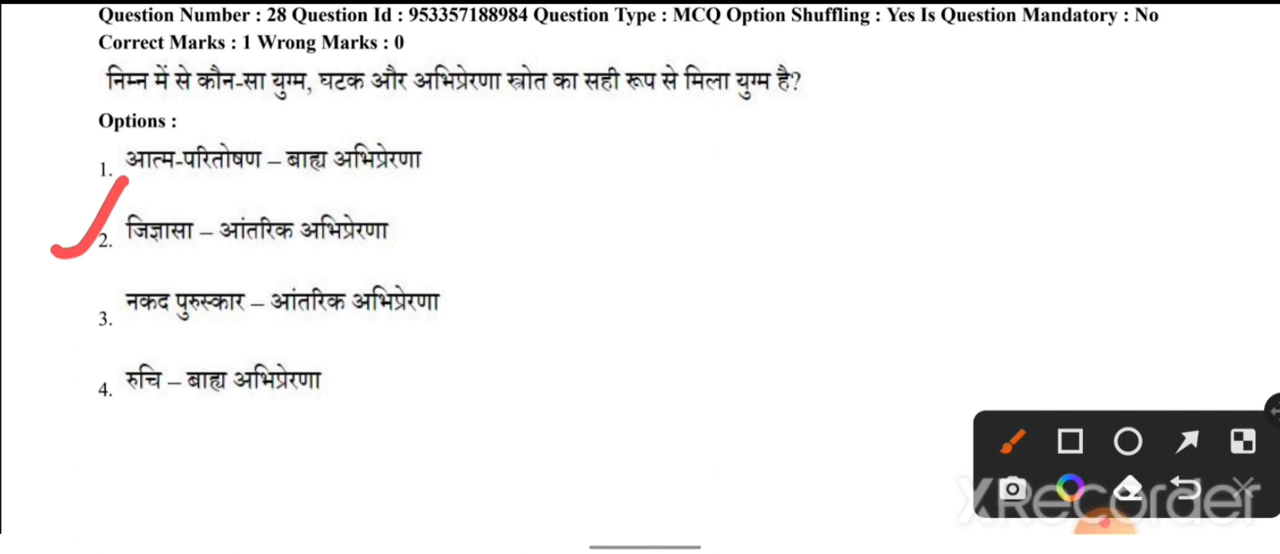 Question Number : 28 Question Id : 953357188984 Question Type : MCQ Option Shuffling : Yes Is Question Mandatory : No
Correct Marks : 1 Wrong Marks : 0
निम्न में से कौन-सा युग्म, घटक और अभिप्रेरणा स्त्रोत का सही रूप से मिला युग्म है?
Options :
1. आत्म-परितोषण – बाह्य अभिप्रेरणा
2. जिज्ञासा – आंतरिक अभिप्रेरणा
3. नकद पुरुस्कार – आंतरिक अभिप्रेरणा
4. रुचि – बाह्य अभिप्रेरणा
XRecorder